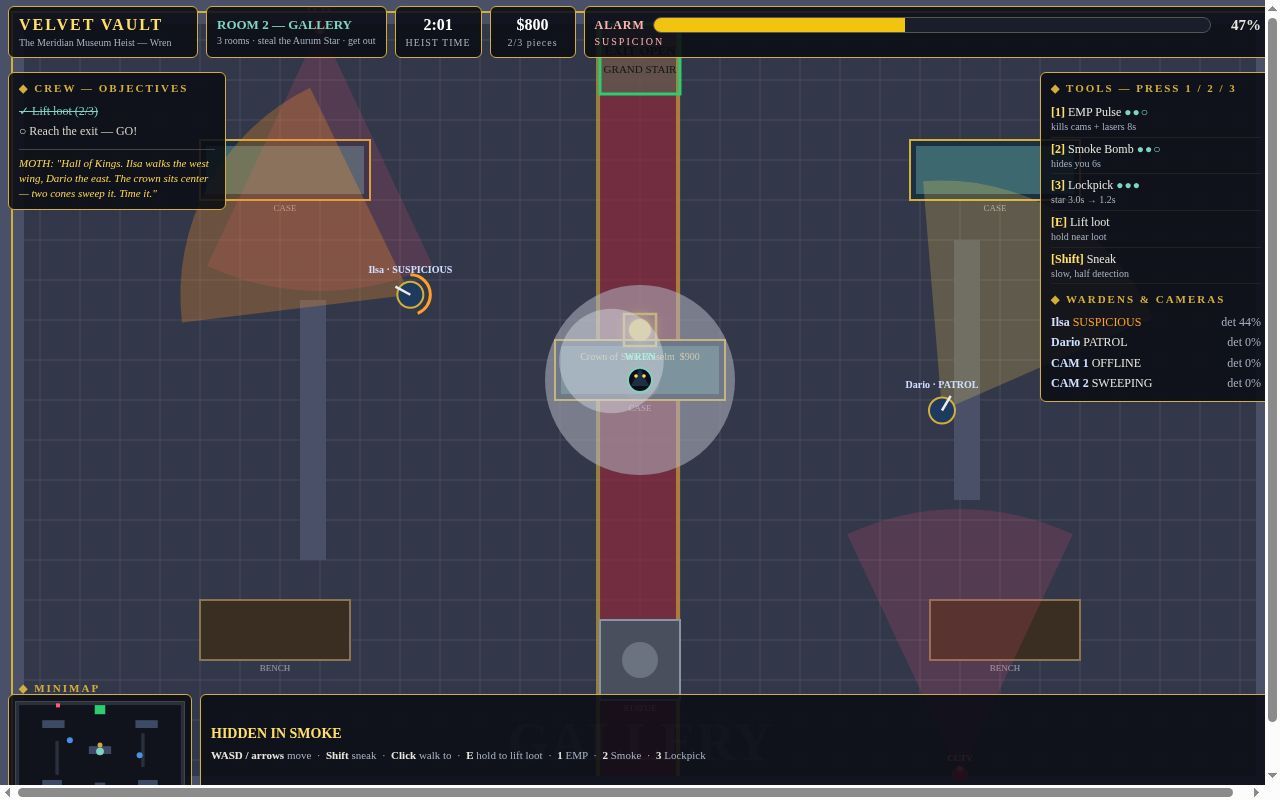 VELVET VAULT
The Meridian Museum Heist — Wren
ROOM 2 — GALLERY
3 rooms · steal the Aurum Star · get out
2:01
HEIST TIME
$800
2/3 pieces
ALARM
SUSPICION
47%
GRAND STAIR
◆ CREW — OBJECTIVES
✓ Lift loot (2/3)
○ Reach the exit — GO!
MOTH: "Hall of Kings. Ilsa walks the west
wing, Dario the east. The crown sits center
— two cones sweep it. Time it."
CASE
CASE
Ilsa · SUSPICIOUS
WREN
$900
CASE
Dario · PATROL
◆ TOOLS — PRESS 1 / 2 / 3
[1] EMP Pulse ●●○
kills cams + lasers 8s
[2] Smoke Bomb ●●○
hides you 6s
[3] Lockpick ●●●
star 3.0s → 1.2s
[E] Lift loot
hold near loot
[Shift] Sneak
slow, half detection
◆ WARDENS & CAMERAS
Ilsa SUSPICIOUS det 44%
Dario PATROL det 0%
CAM 1 OFFLINE det 0%
CAM 2 SWEEPING det 0%
BENCH
BENCH
STATUE
GALLERY
CCTV
◆ MINIMAP
HIDDEN IN SMOKE
WASD / arrows move · Shift sneak · Click walk to · E hold to lift loot · 1 EMP · 2 Smoke · 3 Lockpick